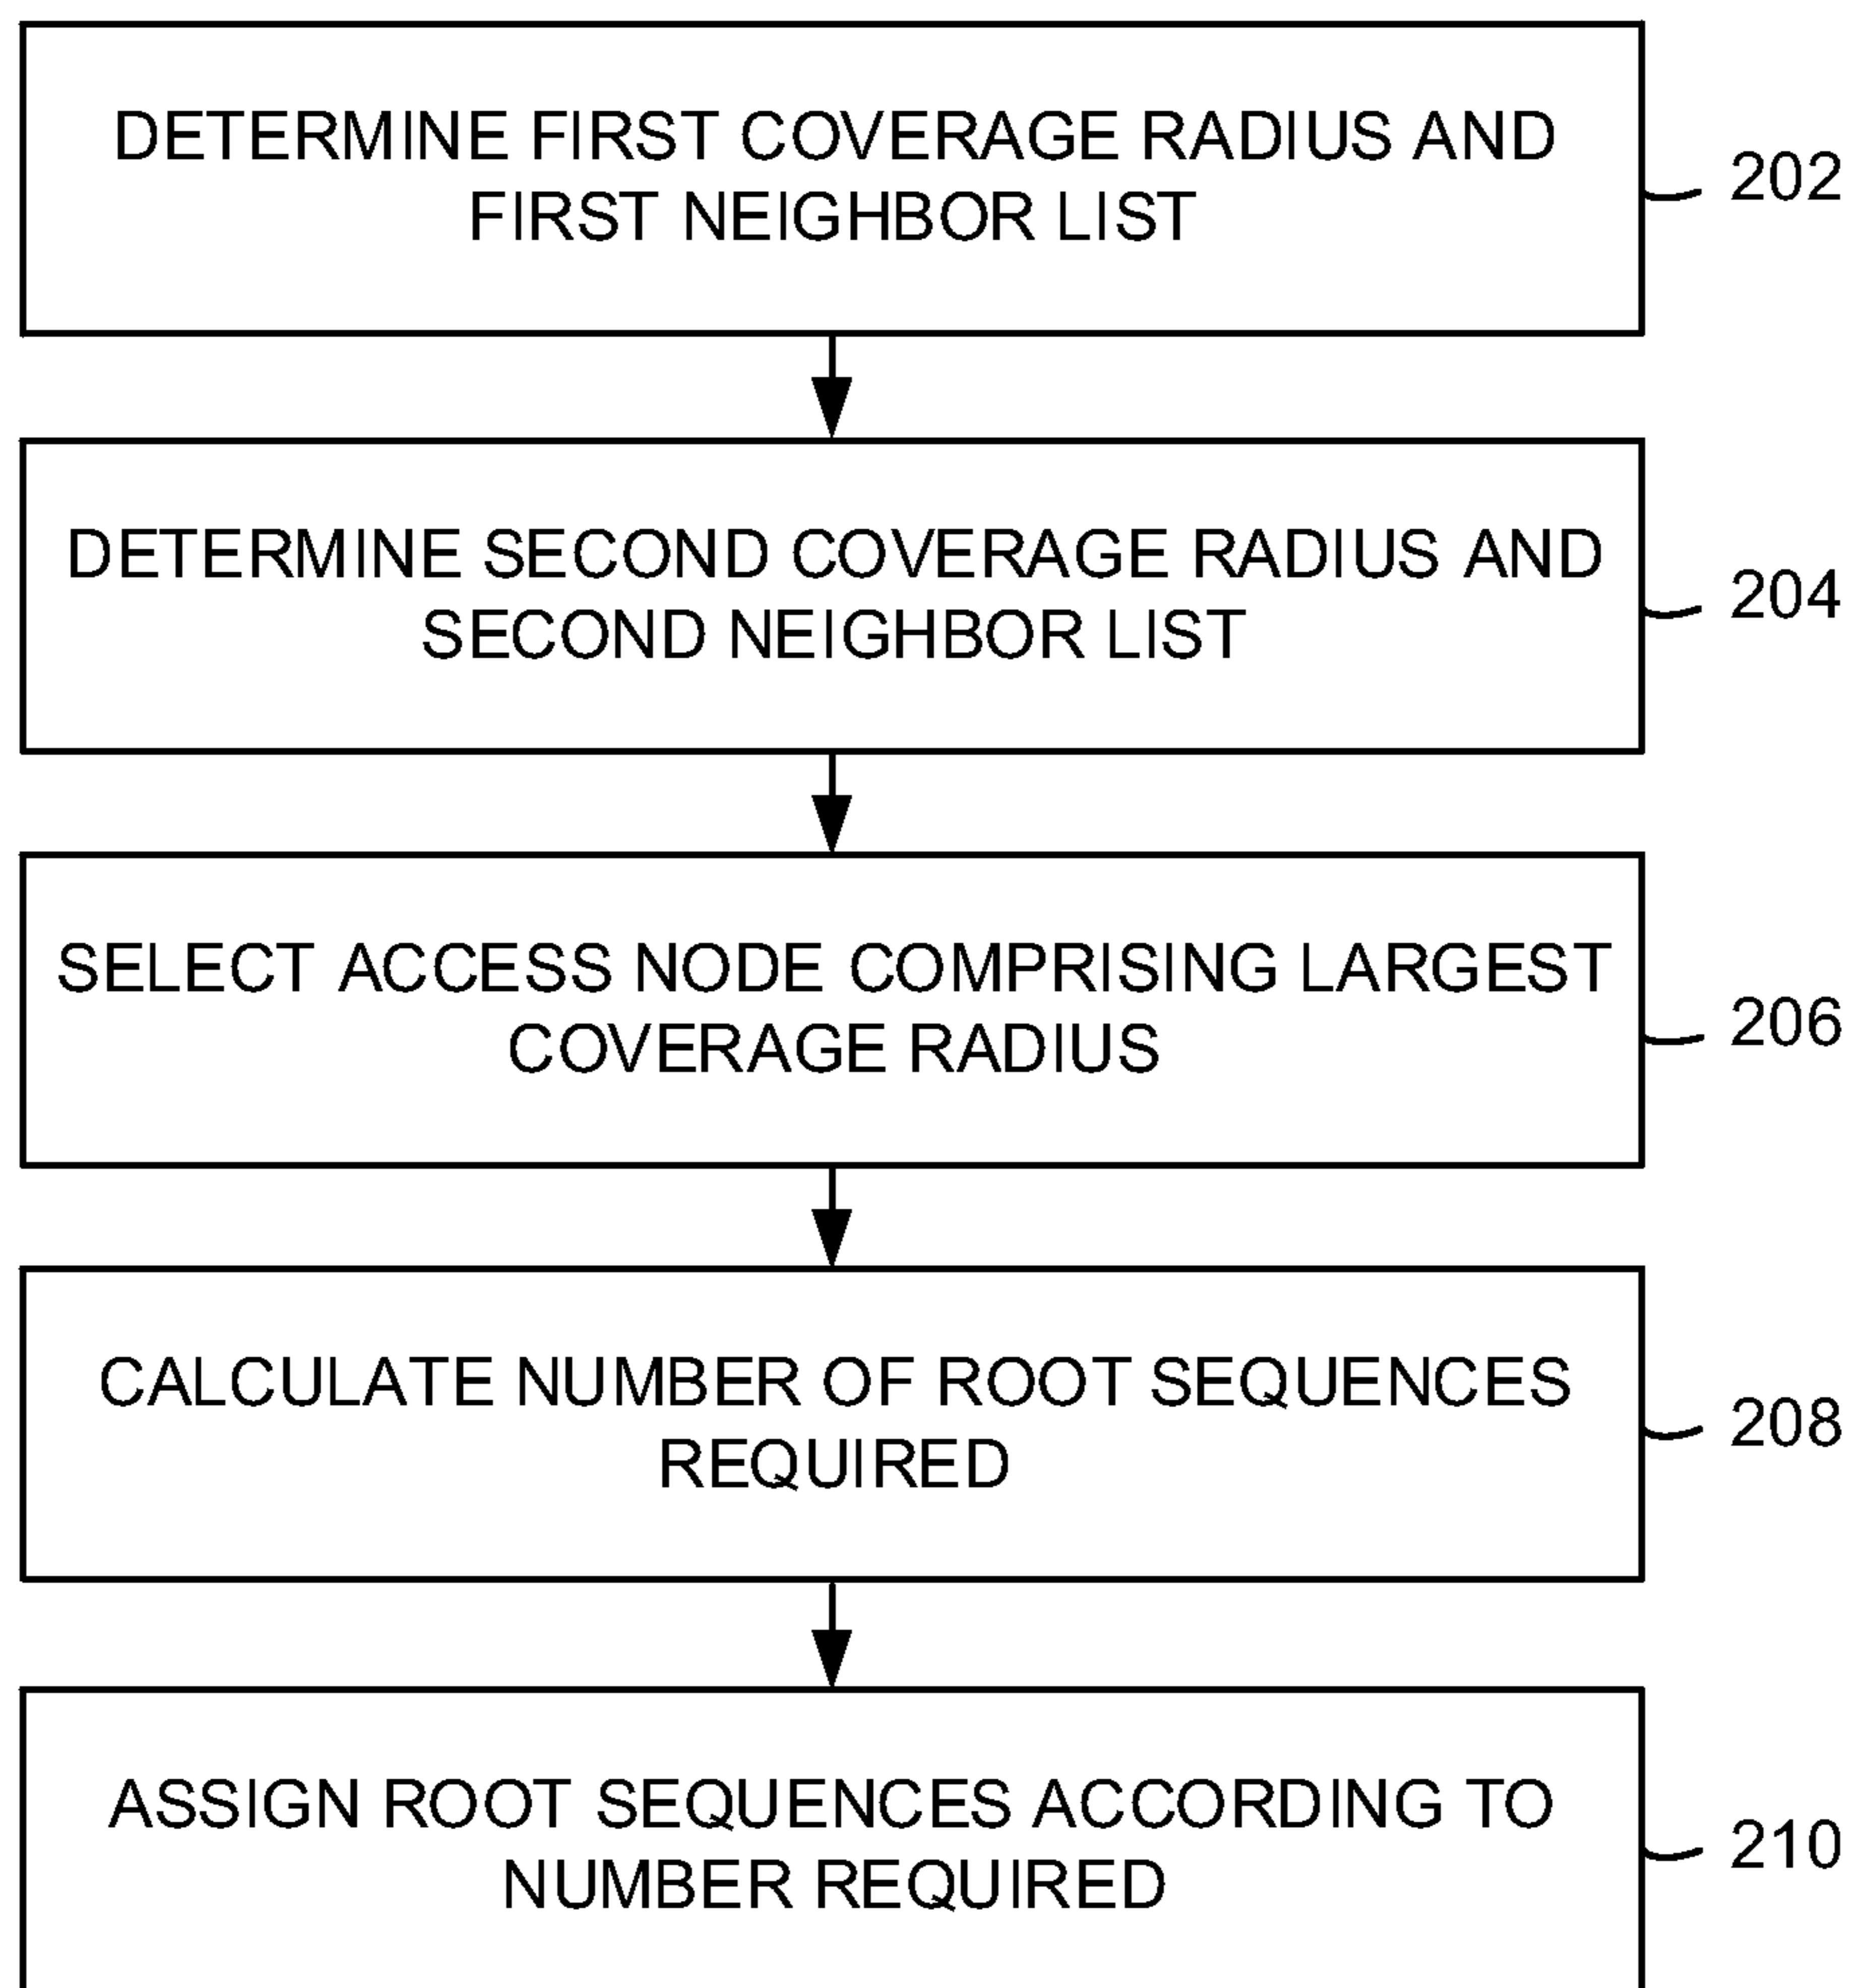 DETERMINE FIRST COVERAGE RADIUS AND
FIRST NEIGHBOR LIST
202
DETERMINE SECOND COVERAGE RADIUS AND
SECOND NEIGHBOR LIST
204
SELECT ACCESS NODE COMPRISING LARGEST
COVERAGE RADIUS
206
CALCULATE NUMBER OF ROOT SEQUENCES
REQUIRED
208
ASSIGN ROOT SEQUENCES ACCORDING TO
NUMBER REQUIRED
210